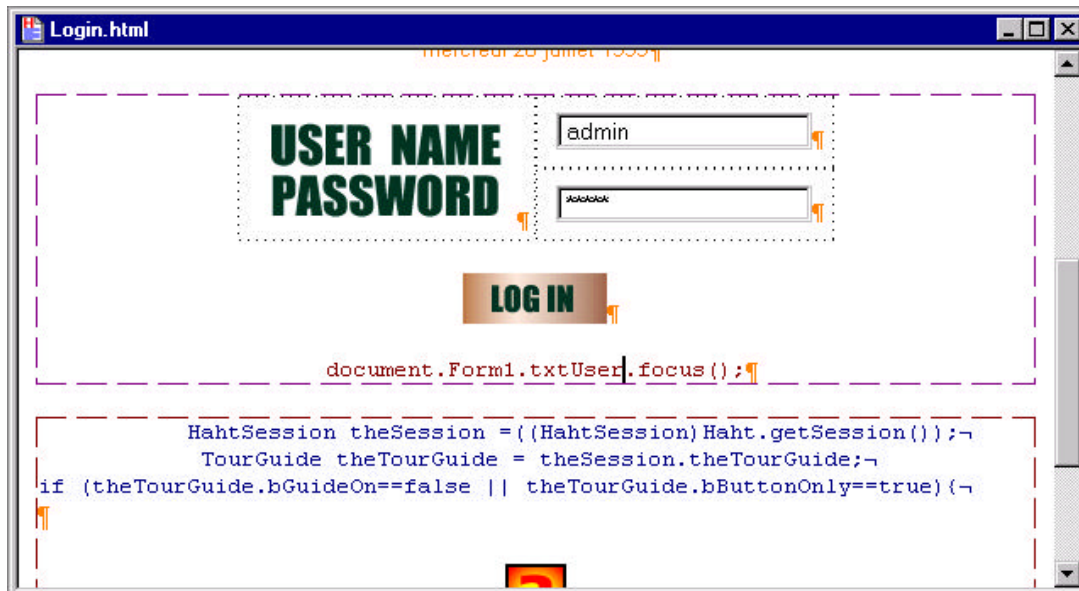 Login.html
mercredi 28 juillet 1999¶
USER NAME
PASSWORD ¶
admin¶
*****¶
LOG IN¶
document.Form1.txtUser.focus();¶
HahtSession theSession =((HahtSession)Haht.getSession());¬
TourGuide theTourGuide = theSession.theTourGuide;¬
if (theTourGuide.bGuideOn==false || theTourGuide.bButtonOnly==true){¬
¶